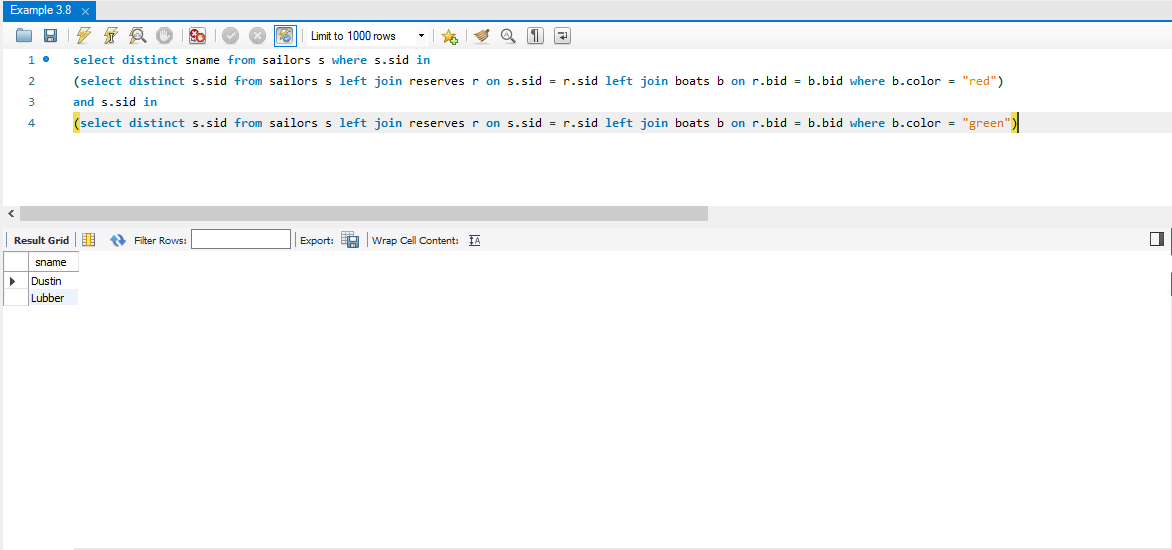 Example 3.8
Limit to 1000 rows
1 select distinct sname from sailors s where s.sid in
2 (select distinct s.sid from sailors s left join reserves r on s.sid = r.sid left join boats b on r.bid = b.bid where b.color = "red")
3 and s.sid in
4 (select distinct s.sid from sailors s left join reserves r on s.sid = r.sid left join boats b on r.bid = b.bid where b.color = "green")
Result Grid Filter Rows: Export: Wrap Cell Content:
sname
Dustin
Lubber